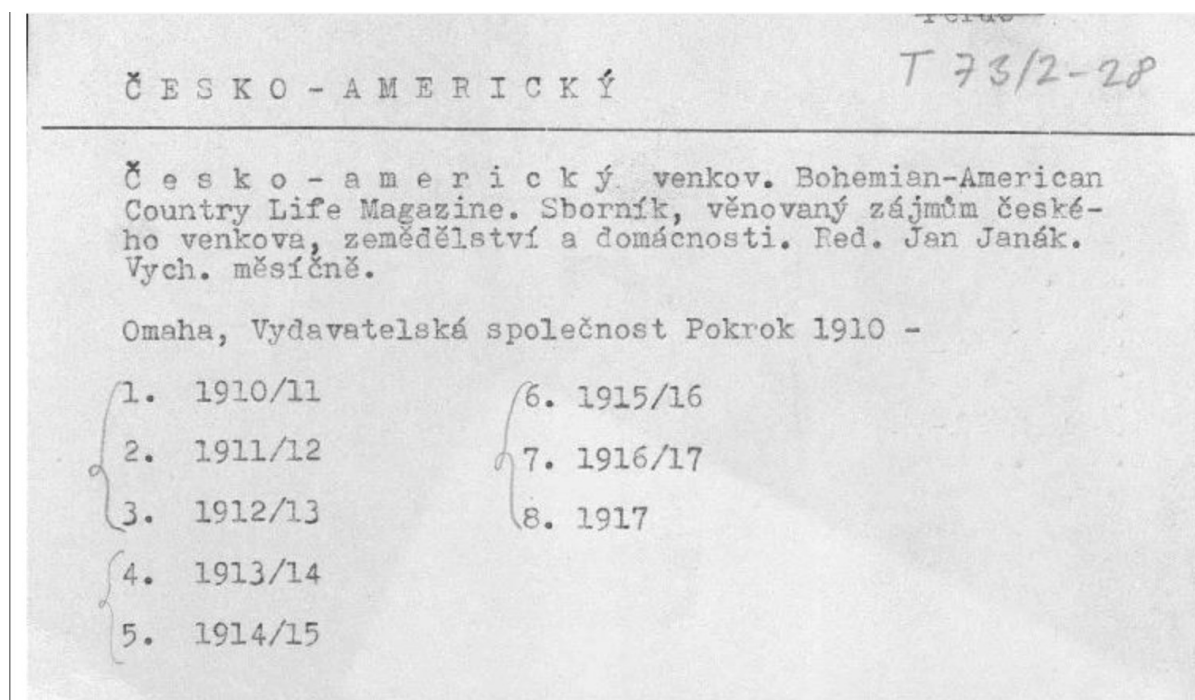 T 73/2-28
ČESKO-AMERICKÝ
Česko-americký venkov. Bohemian-American
Country Life Magazine. Sborník, věnovaný zájmům české-
ho venkova, zemědělství a domácnosti. Red. Jan Janák.
Vych. měsíčně.
Omaha, Vydavatelská společnost Pokrok 1910 -
1. 1910/11
2. 1911/12
3. 1912/13
4. 1913/14
5. 1914/15
6. 1915/16
7. 1916/17
8. 1917